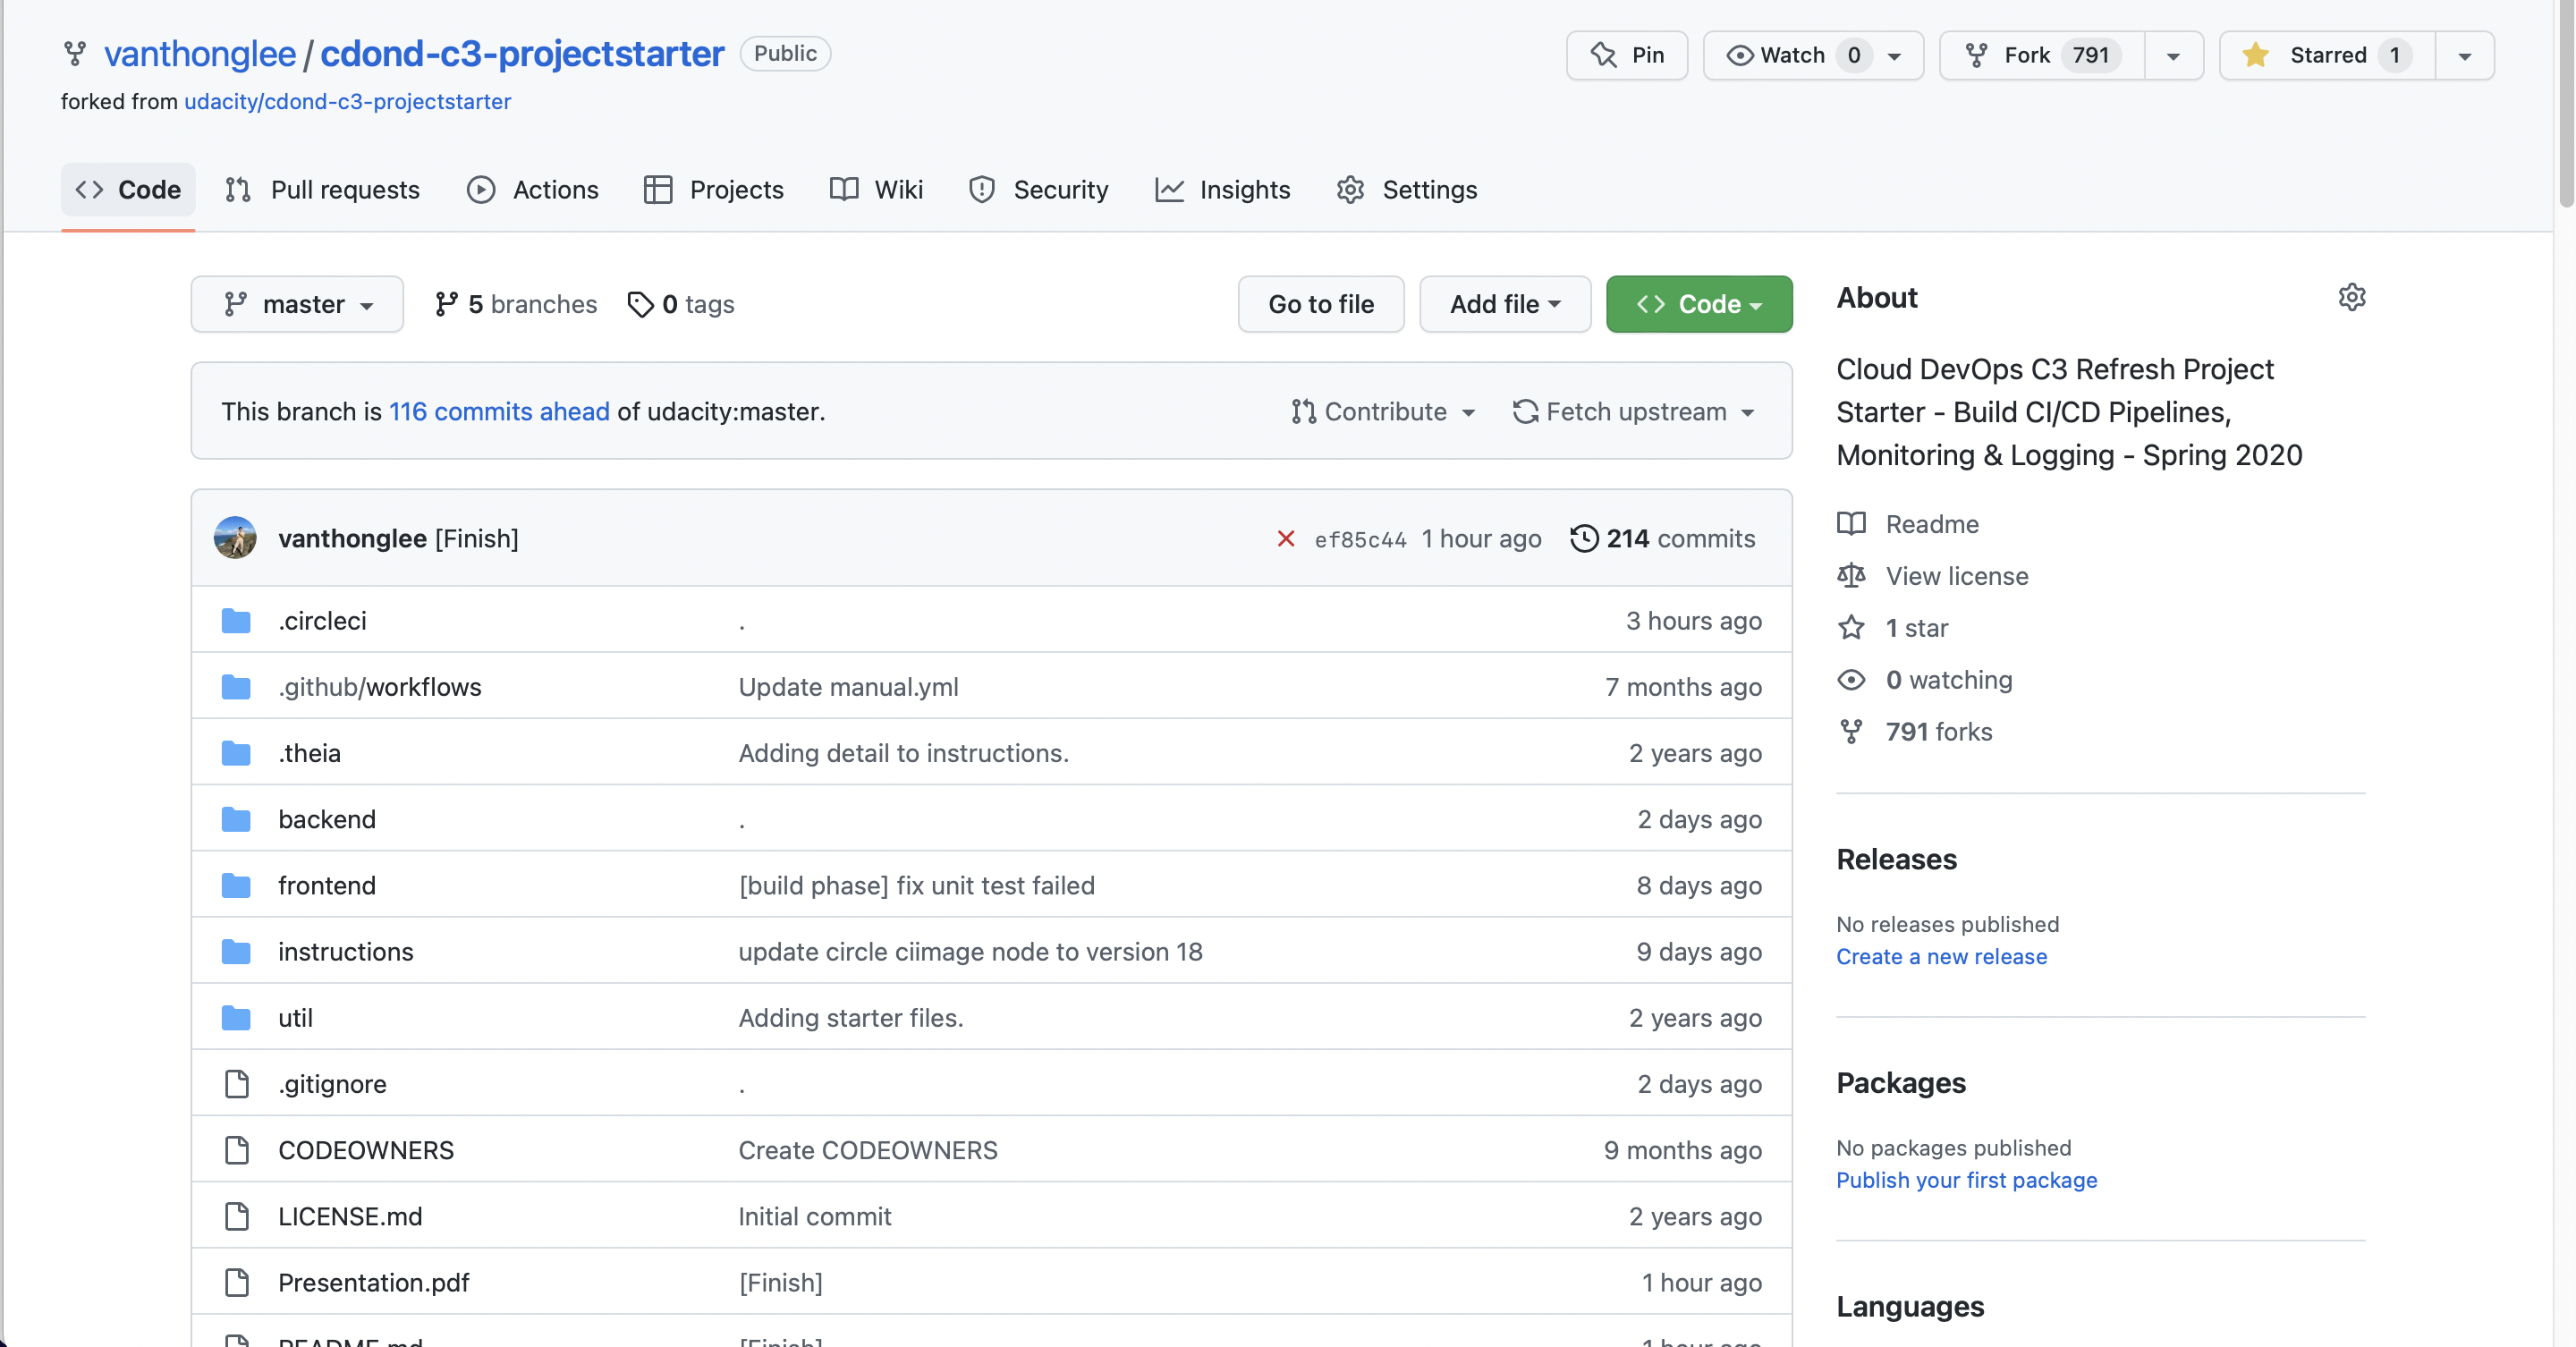 vanthonglee / cdond-c3-projectstarter Public
Pin Watch 0 Fork 791 Starred 1
forked from udacity/cdond-c3-projectstarter
Code Pull requests Actions Projects Wiki Security Insights Settings
master 5 branches 0 tags Go to file Add file Code
This branch is 116 commits ahead of udacity:master. Contribute Fetch upstream
vanthonglee [Finish] ef85c44 1 hour ago 214 commits
.circleci . 3 hours ago
.github/workflows Update manual.yml 7 months ago
.theia Adding detail to instructions. 2 years ago
backend . 2 days ago
frontend [build phase] fix unit test failed 8 days ago
instructions update circle ciimage node to version 18 9 days ago
util Adding starter files. 2 years ago
.gitignore . 2 days ago
CODEOWNERS Create CODEOWNERS 9 months ago
LICENSE.md Initial commit 2 years ago
Presentation.pdf [Finish] 1 hour ago
README.md [Finish] 1 hour ago
About
Cloud DevOps C3 Refresh Project
Starter - Build CI/CD Pipelines,
Monitoring & Logging - Spring 2020
Readme
View license
1 star
0 watching
791 forks
Releases
No releases published
Create a new release
Packages
No packages published
Publish your first package
Languages